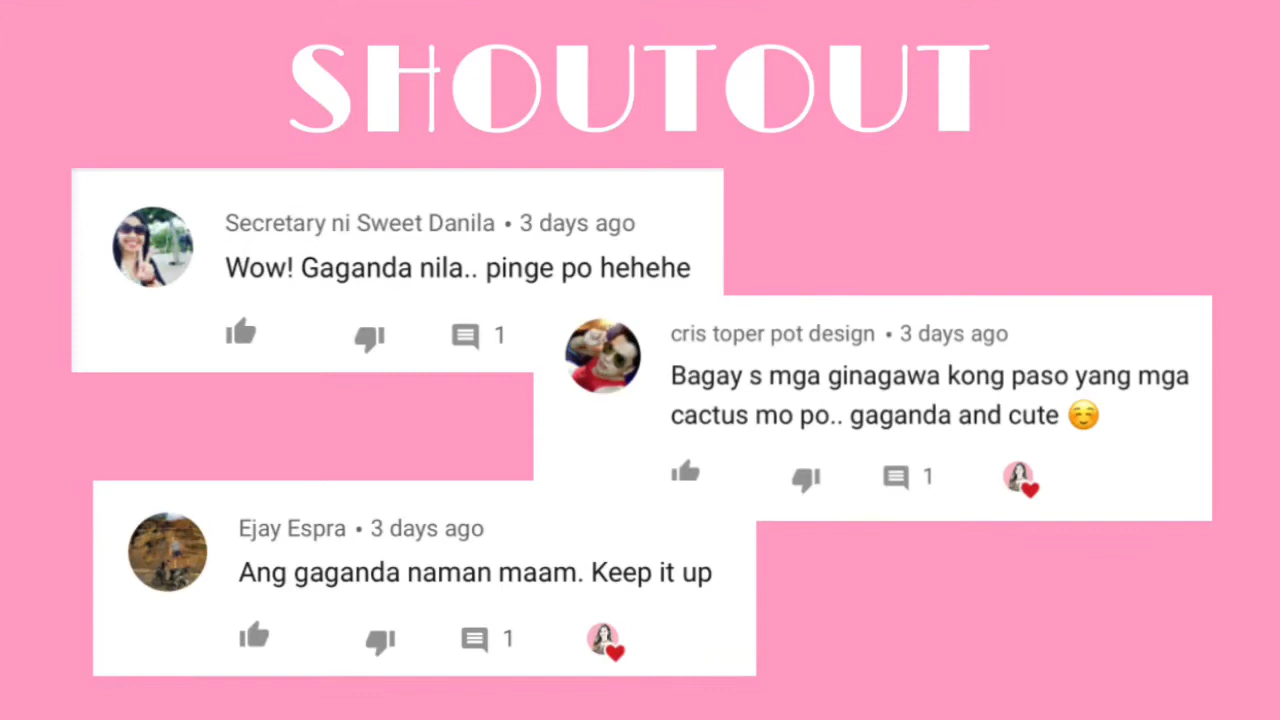 SHOUTOUT
Secretary ni Sweet Danila • 3 days ago
Wow! Gaganda nila.. pinge po hehehe
1
cris toper pot design • 3 days ago
Bagay s mga ginagawa kong paso yang mga
cactus mo po.. gaganda and cute ☺️
1
Ejay Espra • 3 days ago
Ang gaganda naman maam. Keep it up
1